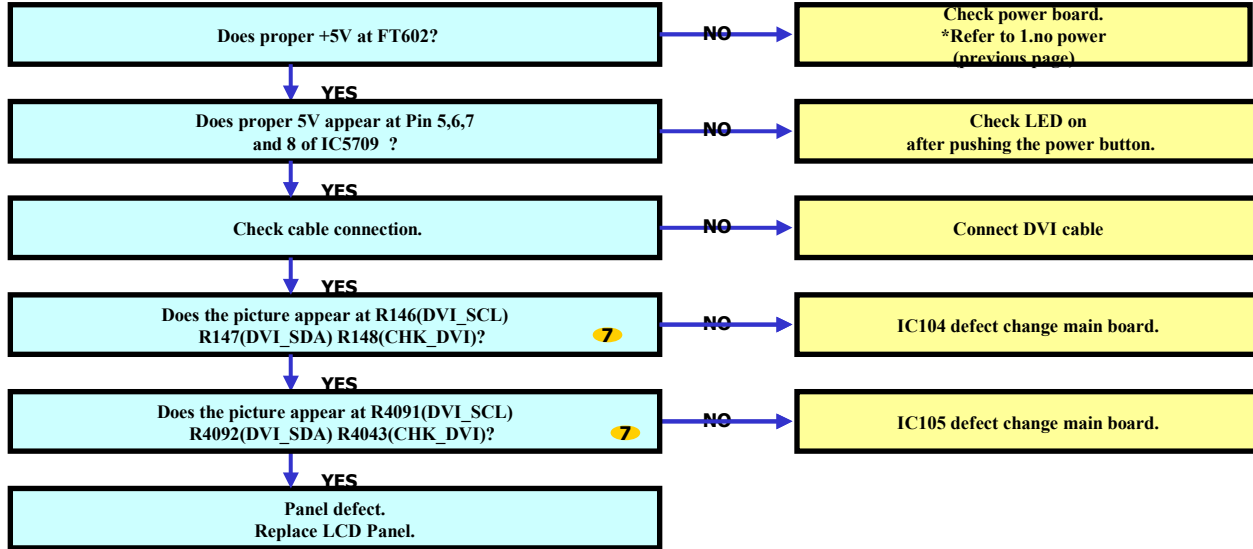 Does proper +5V at FT602?
NO
Check power board.
*Refer to 1.no power
(previous page)
YES
Does proper 5V appear at Pin 5,6,7
and 8 of IC5709 ?
NO
Check LED on
after pushing the power button.
YES
Check cable connection.
NO
Connect DVI cable
YES
Does the picture appear at R146(DVI_SCL)
R147(DVI_SDA) R148(CHK_DVI)?
7
NO
IC104 defect change main board.
YES
Does the picture appear at R4091(DVI_SCL)
R4092(DVI_SDA) R4043(CHK_DVI)?
7
NO
IC105 defect change main board.
YES
Panel defect.
Replace LCD Panel.